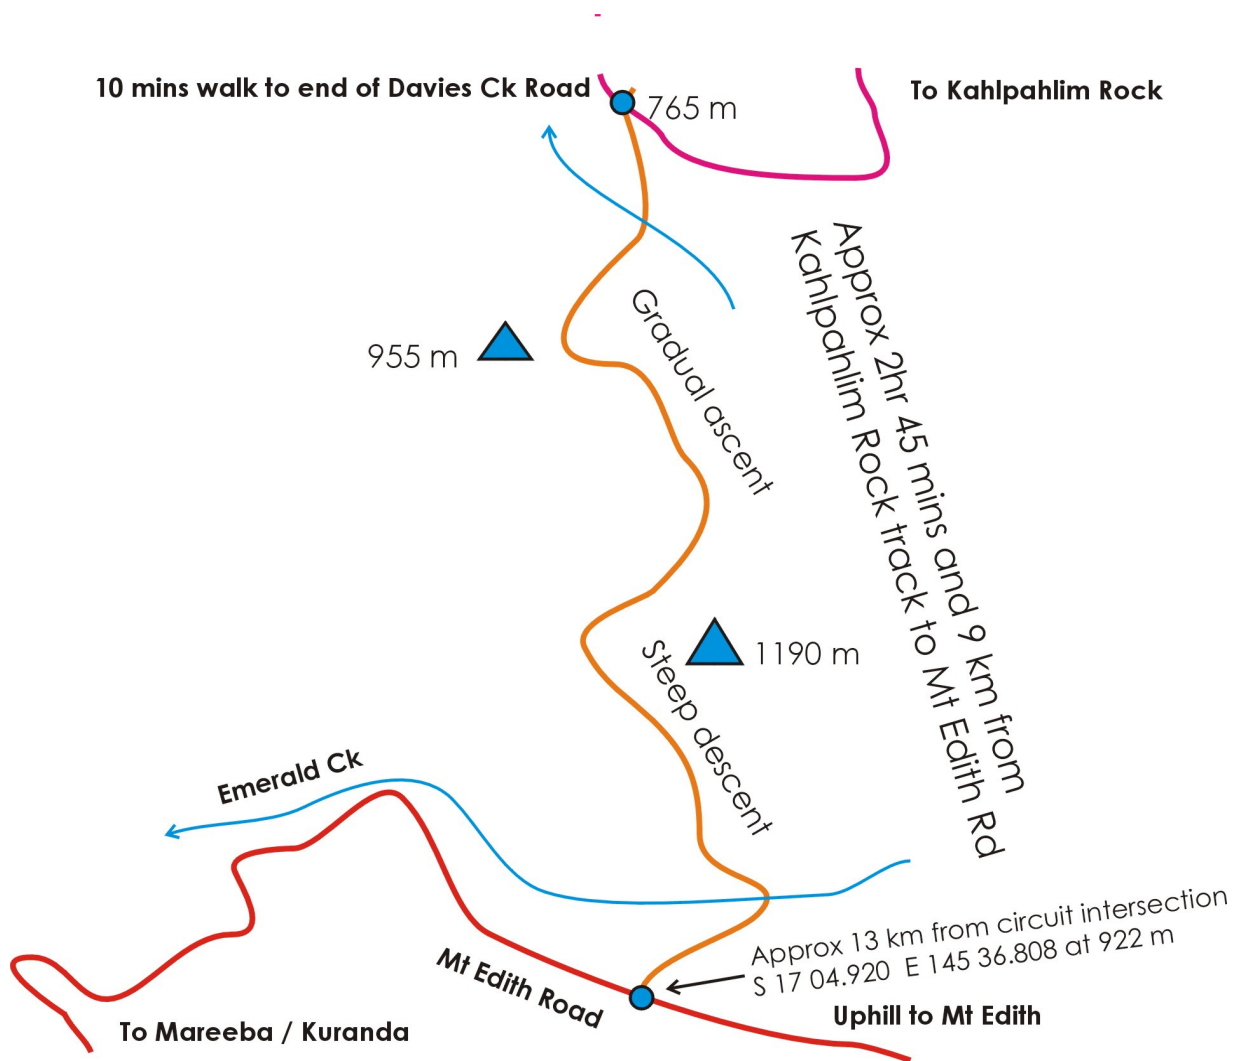 10 mins walk to end of Davies Ck Road
765 m
To Kahlpahlim Rock
Approx 2hr 45 mins and 9 km from
Kahlpahlim Rock track to Mt Edith Rd
Gradual ascent
955 m
1190 m
Steep descent
Emerald Ck
Approx 13 km from circuit intersection
S 17 04.920 E 145 36.808 at 922 m
Mt Edith Road
Uphill to Mt Edith
To Mareeba / Kuranda